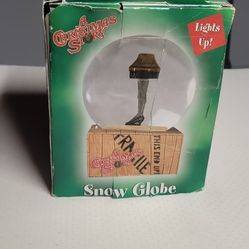 A
CHRISTMAS
STORY
Lights
Up!
FRAGILE
THIS END UP
A
CHRISTMAS
STORY
Snow Globe